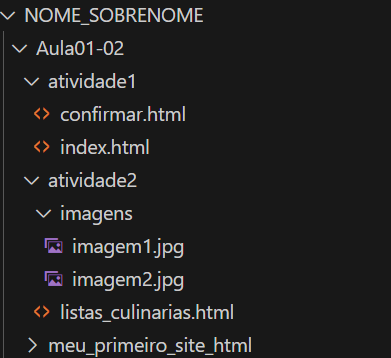 NOME_SOBRENOME
Aula01-02
atividade1
confirmar.html
index.html
atividade2
imagens
imagem1.jpg
imagem2.jpg
listas_culinarias.html
meu_primeiro_site_html